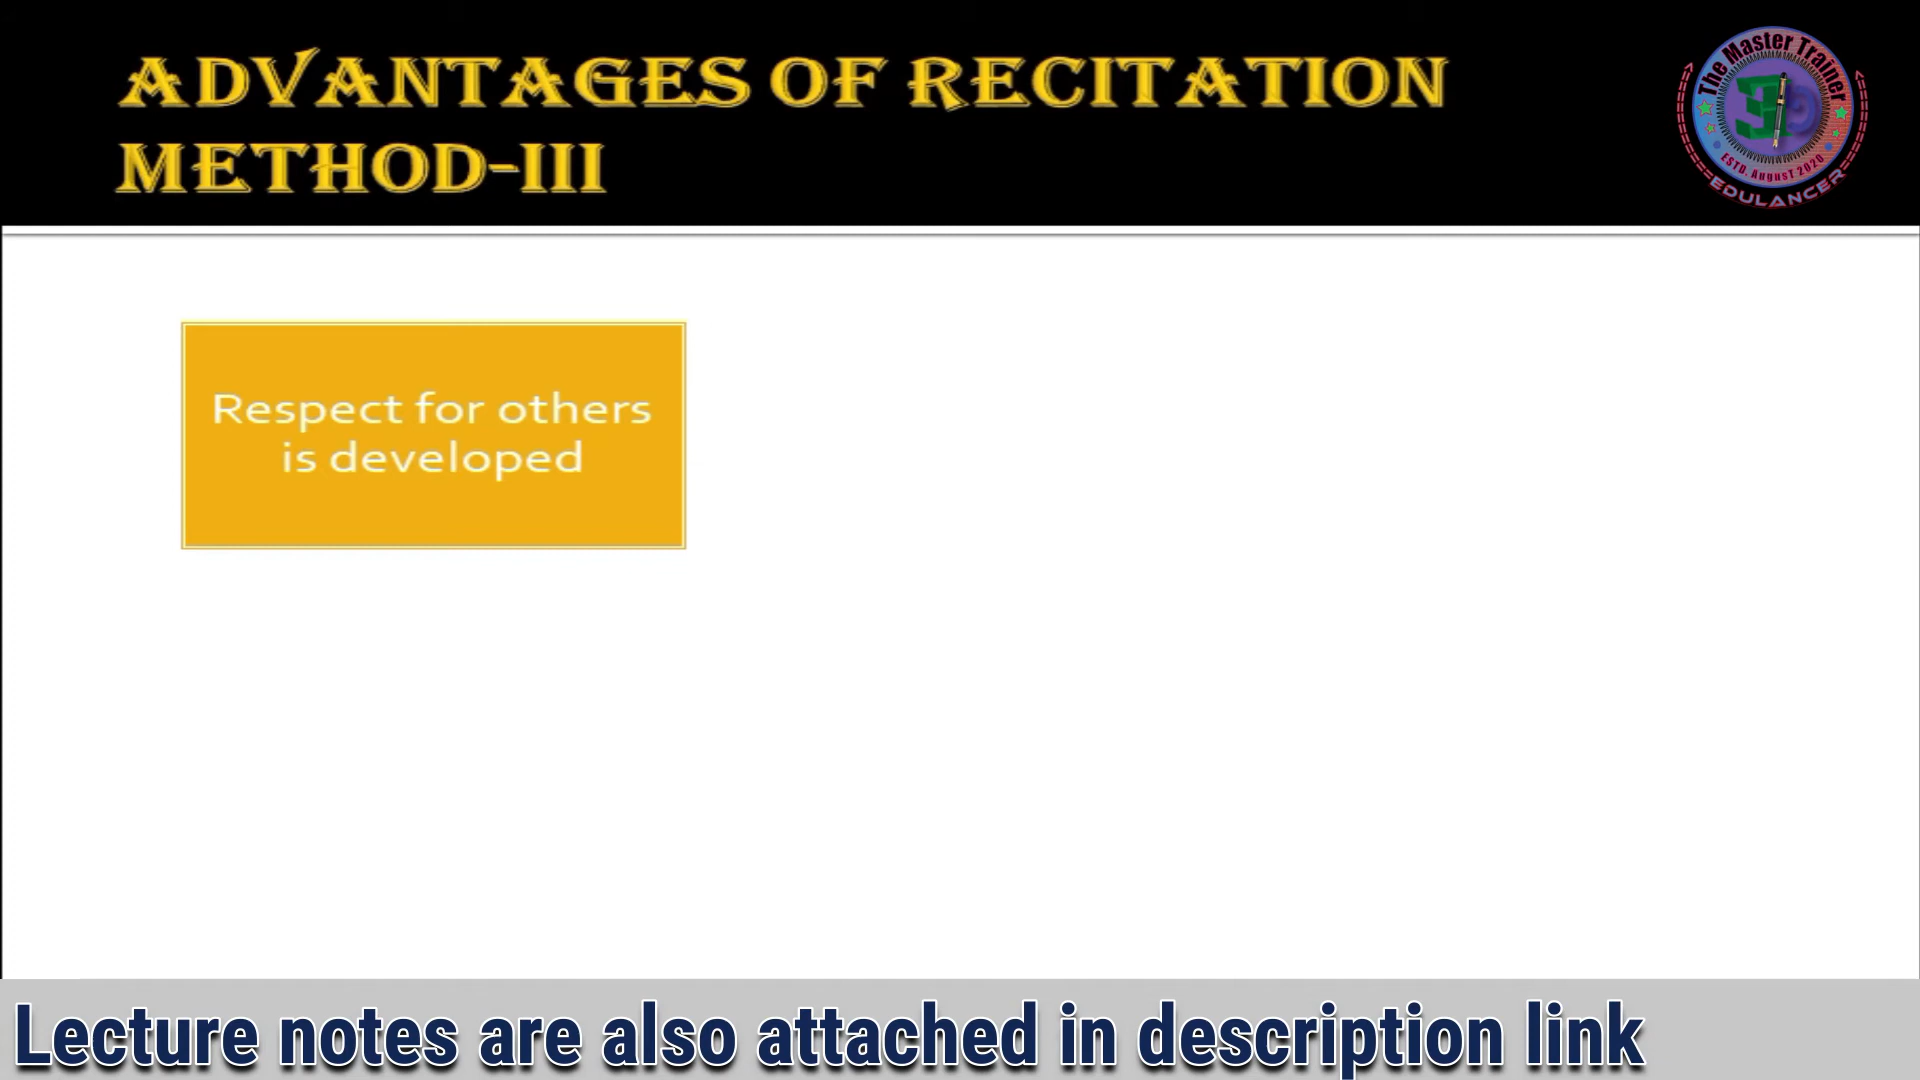 ADVANTAGES OF RECITATION
METHOD-III
The Master Trainer
ESTD. AugusT 2020
EDULANCER
Respect for others
is developed
Lecture notes are also attached in description link